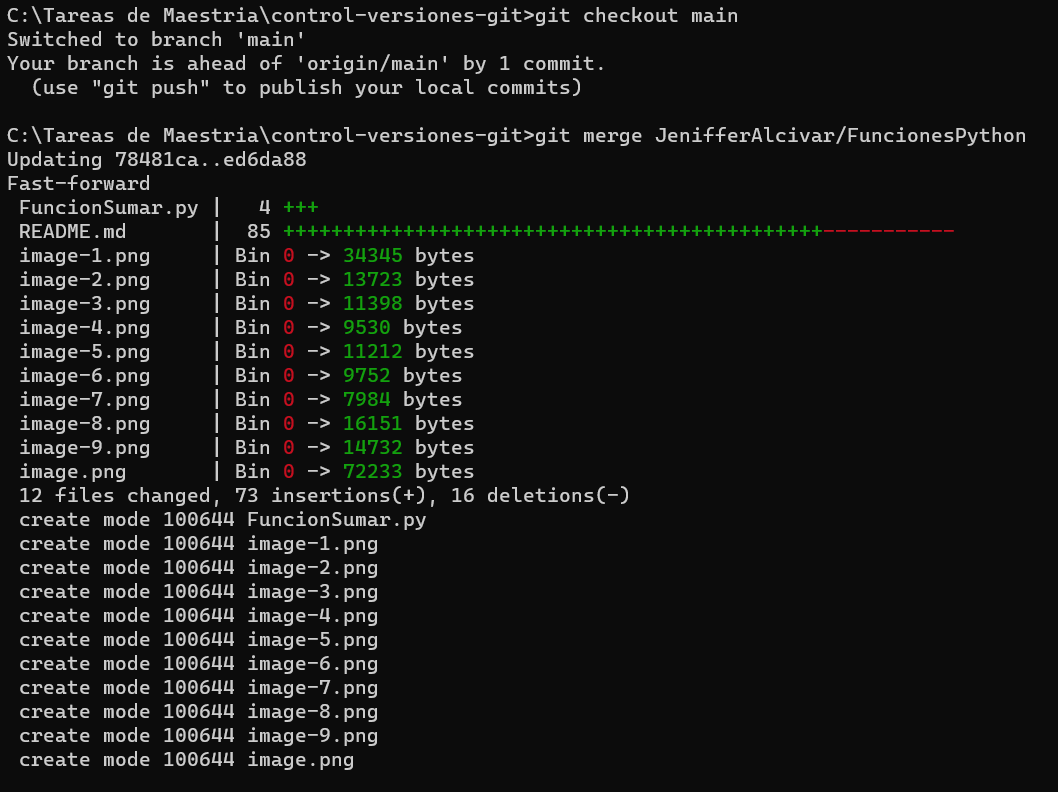 C:\Tareas de Maestria\control-versiones-git>git checkout main
Switched to branch 'main'
Your branch is ahead of 'origin/main' by 1 commit.
  (use "git push" to publish your local commits)

C:\Tareas de Maestria\control-versiones-git>git merge JenifferAlcivar/FuncionesPython
Updating 78481ca..ed6da88
Fast-forward
 FuncionSumar.py |   4 +++
 README.md       |  85 +++++++++++++++++++++++++++++++++++++++++++++-----------
 image-1.png     | Bin 0 -> 34345 bytes
 image-2.png     | Bin 0 -> 13723 bytes
 image-3.png     | Bin 0 -> 11398 bytes
 image-4.png     | Bin 0 -> 9530 bytes
 image-5.png     | Bin 0 -> 11212 bytes
 image-6.png     | Bin 0 -> 9752 bytes
 image-7.png     | Bin 0 -> 7984 bytes
 image-8.png     | Bin 0 -> 16151 bytes
 image-9.png     | Bin 0 -> 14732 bytes
 image.png       | Bin 0 -> 72233 bytes
 12 files changed, 73 insertions(+), 16 deletions(-)
 create mode 100644 FuncionSumar.py
 create mode 100644 image-1.png
 create mode 100644 image-2.png
 create mode 100644 image-3.png
 create mode 100644 image-4.png
 create mode 100644 image-5.png
 create mode 100644 image-6.png
 create mode 100644 image-7.png
 create mode 100644 image-8.png
 create mode 100644 image-9.png
 create mode 100644 image.png